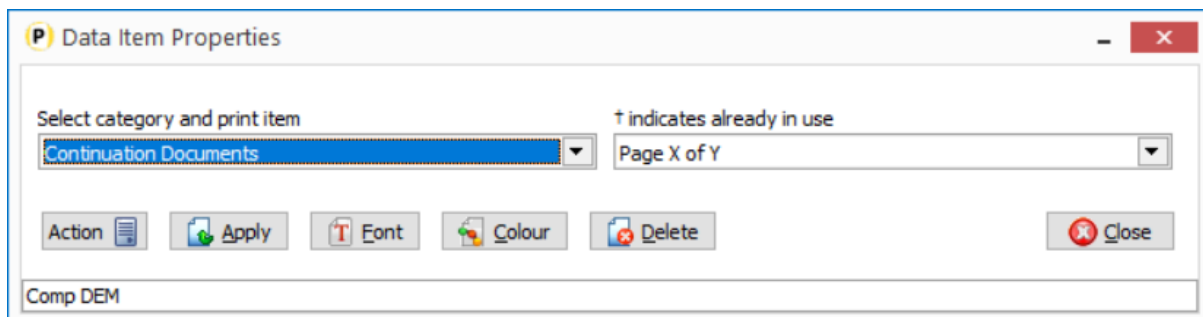 P Data Item Properties
Select category and print item † indicates already in use
Continuation Documents Page X of Y
Action Apply T Font Colour Delete Close
Comp DEM